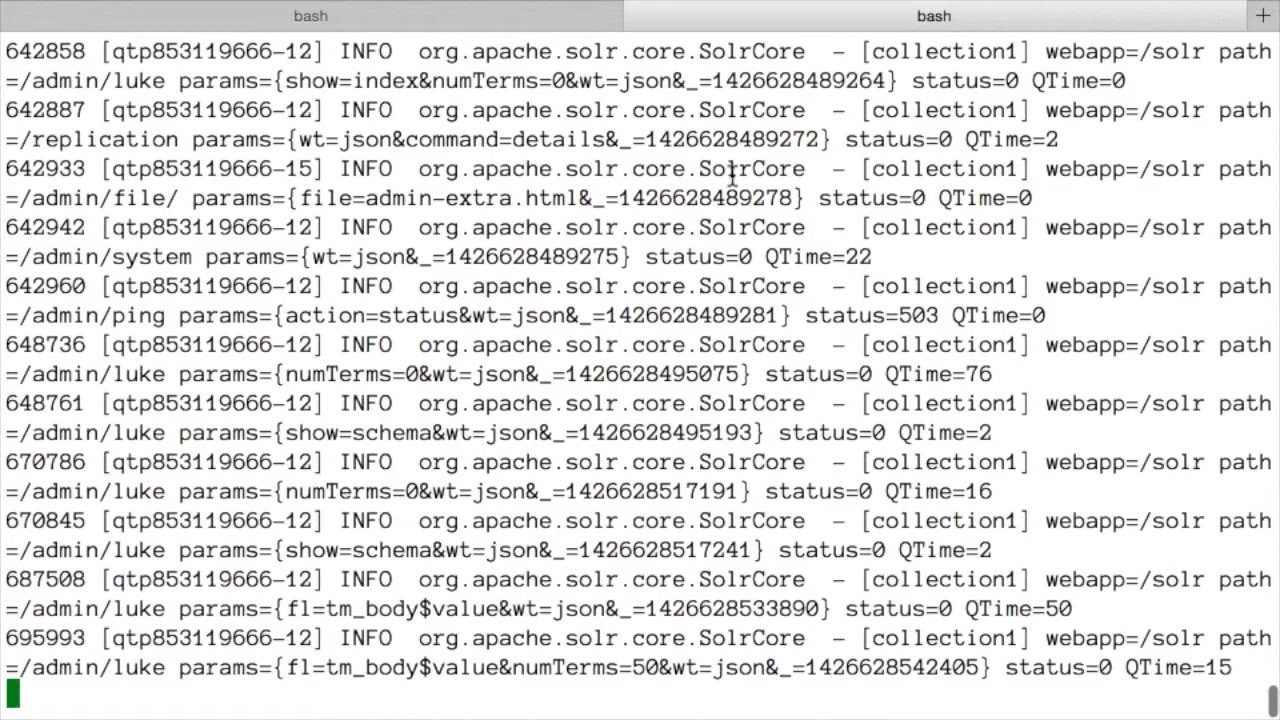 bash
bash
+
642858 [qtp853119666-12] INFO  org.apache.solr.core.SolrCore  – [collection1] webapp=/solr path
=/admin/luke params={show=index&numTerms=0&wt=json&_=1426628489264} status=0 QTime=0
642887 [qtp853119666-12] INFO  org.apache.solr.core.SolrCore  – [collection1] webapp=/solr path
=/replication params={wt=json&command=details&_=1426628489272} status=0 QTime=2
642933 [qtp853119666-15] INFO  org.apache.solr.core.SolrCore  – [collection1] webapp=/solr path
=/admin/file/ params={file=admin-extra.html&_=1426628489278} status=0 QTime=0
642942 [qtp853119666-12] INFO  org.apache.solr.core.SolrCore  – [collection1] webapp=/solr path
=/admin/system params={wt=json&_=1426628489275} status=0 QTime=22
642960 [qtp853119666-12] INFO  org.apache.solr.core.SolrCore  – [collection1] webapp=/solr path
=/admin/ping params={action=status&wt=json&_=1426628489281} status=503 QTime=0
648736 [qtp853119666-12] INFO  org.apache.solr.core.SolrCore  – [collection1] webapp=/solr path
=/admin/luke params={numTerms=0&wt=json&_=1426628495075} status=0 QTime=76
648761 [qtp853119666-12] INFO  org.apache.solr.core.SolrCore  – [collection1] webapp=/solr path
=/admin/luke params={show=schema&wt=json&_=1426628495193} status=0 QTime=2
670786 [qtp853119666-12] INFO  org.apache.solr.core.SolrCore  – [collection1] webapp=/solr path
=/admin/luke params={numTerms=0&wt=json&_=1426628517191} status=0 QTime=16
670845 [qtp853119666-12] INFO  org.apache.solr.core.SolrCore  – [collection1] webapp=/solr path
=/admin/luke params={show=schema&wt=json&_=1426628517241} status=0 QTime=2
687508 [qtp853119666-12] INFO  org.apache.solr.core.SolrCore  – [collection1] webapp=/solr path
=/admin/luke params={fl=tm_body$value&wt=json&_=1426628533890} status=0 QTime=50
695993 [qtp853119666-12] INFO  org.apache.solr.core.SolrCore  – [collection1] webapp=/solr path
=/admin/luke params={fl=tm_body$value&numTerms=50&wt=json&_=1426628542405} status=0 QTime=15